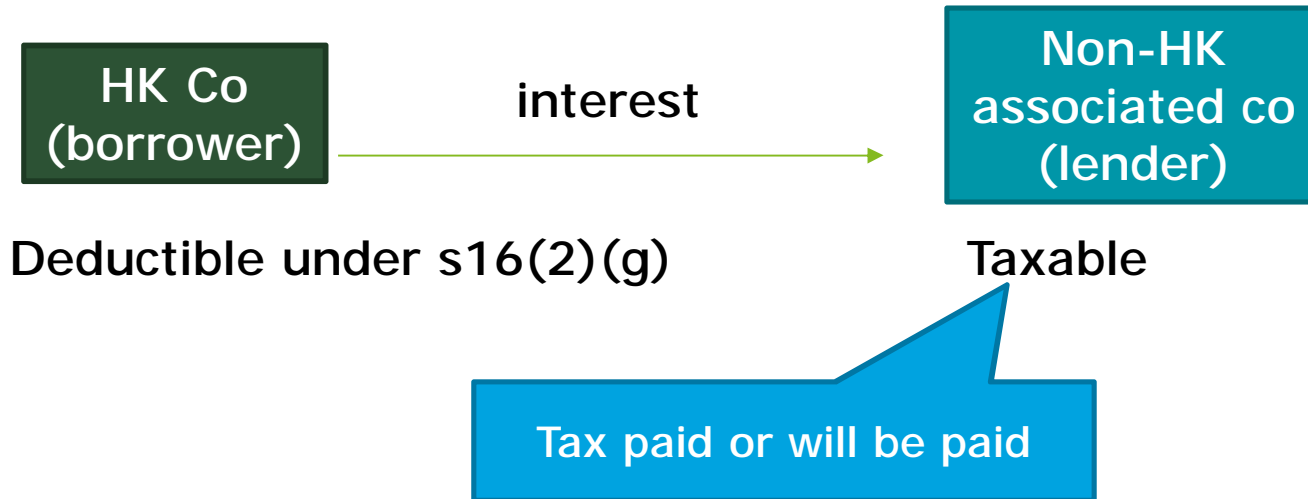 HK Co
(borrower)
interest
Non-HK
associated co
(lender)
Deductible under s16(2)(g)
Taxable
Tax paid or will be paid